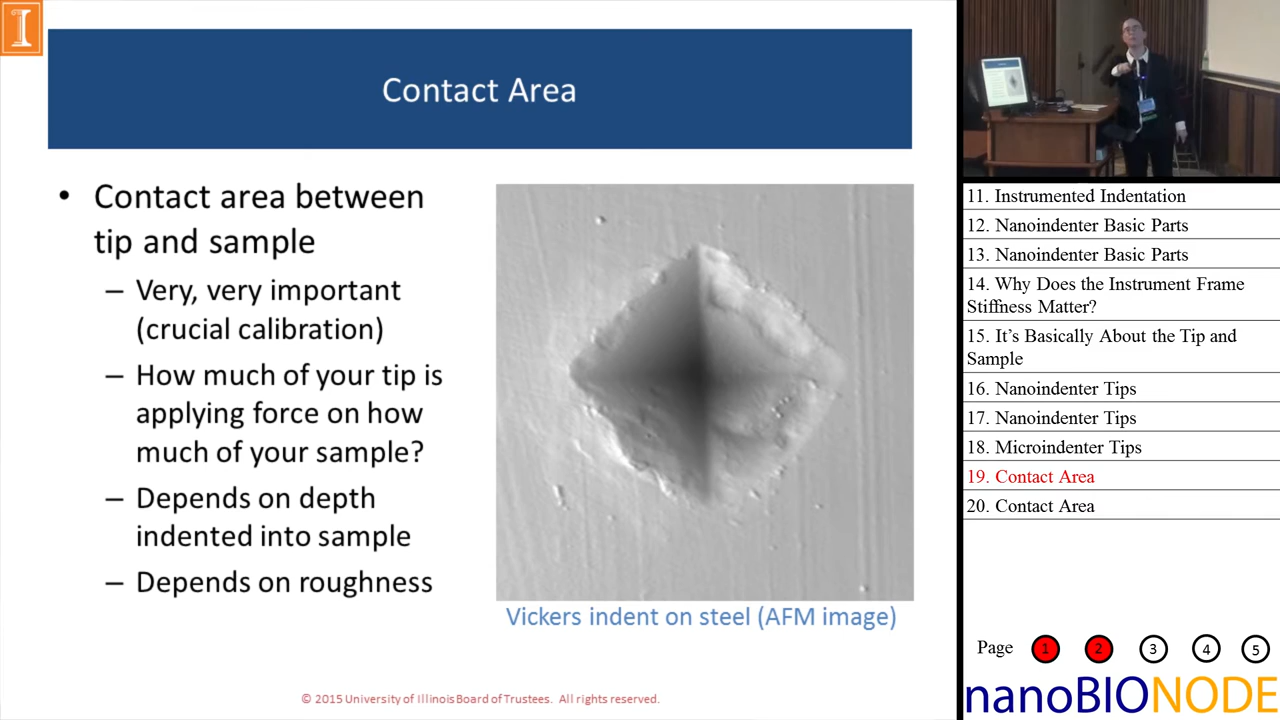 I
Contact Area
• Contact area between
tip and sample
– Very, very important
(crucial calibration)
– How much of your tip is
applying force on how
much of your sample?
– Depends on depth
indented into sample
– Depends on roughness
Vickers indent on steel (AFM image)
© 2015 University of IllinoisBoard of Trustees. All rights reserved.
11. Instrumented Indentation
12. Nanoindenter Basic Parts
13. Nanoindenter Basic Parts
14. Why Does the Instrument Frame
Stiffness Matter?
15. It’s Basically About the Tip and
Sample
16. Nanoindenter Tips
17. Nanoindenter Tips
18. Microindenter Tips
19. Contact Area
20. Contact Area
Page 1 2 3 4 5
nanoBIONODE